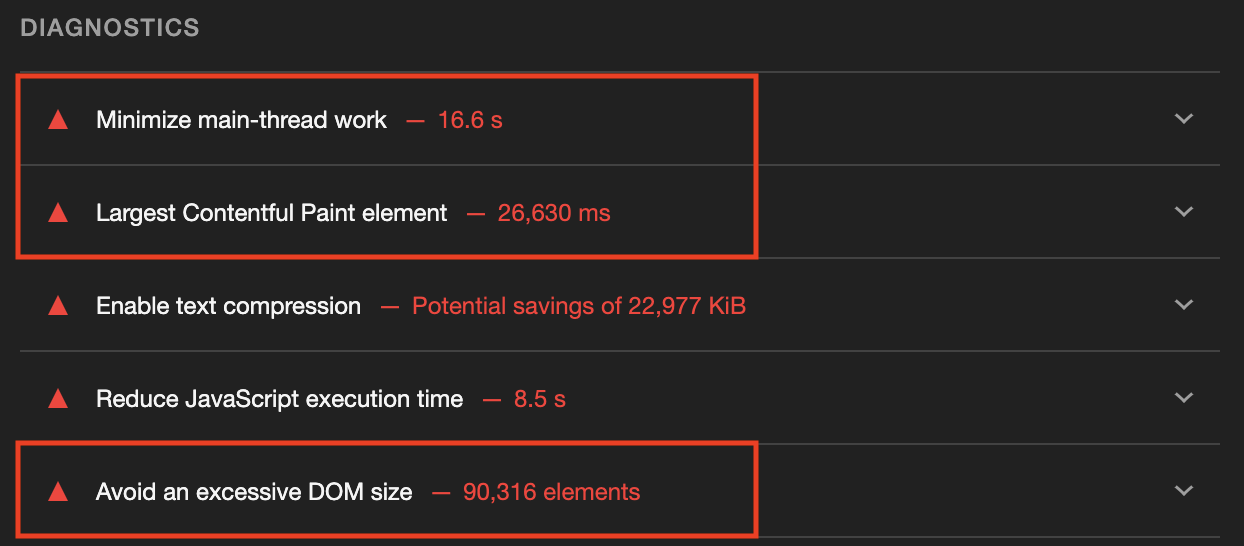 DIAGNOSTICS
Minimize main-thread work — 16.6 s
Largest Contentful Paint element — 26,630 ms
Enable text compression — Potential savings of 22,977 KiB
Reduce JavaScript execution time — 8.5 s
Avoid an excessive DOM size — 90,316 elements